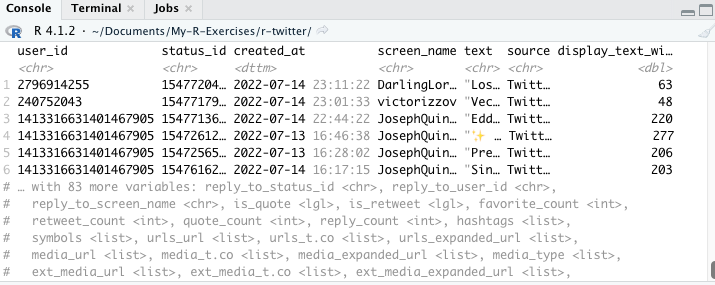 Console Terminal × Jobs ×
R 4.1.2 · ~/Documents/My-R-Exercises/r-twitter/
user_id status_id created_at screen_name text source display_text_wi…
<chr> <chr> <dttm> <chr> <chr> <chr> <dbl>
1 2796914255 15477204… 2022-07-14 23:11:22 DarlingLor… "Los… Twitt… 63
2 240752043 15477179… 2022-07-14 23:01:33 victorizzov "Vec… Twitt… 48
3 1413316631401467905 15477136… 2022-07-14 22:44:22 JosephQuin… "Edd… Twitt… 220
4 1413316631401467905 15472612… 2022-07-13 16:46:38 JosephQuin… "✨ … Twitt… 277
5 1413316631401467905 15472565… 2022-07-13 16:28:02 JosephQuin… "Pre… Twitt… 206
6 1413316631401467905 15476162… 2022-07-14 16:17:15 JosephQuin… "Sin… Twitt… 203
# … with 83 more variables: reply_to_status_id <chr>, reply_to_user_id <chr>,
# reply_to_screen_name <chr>, is_quote <lgl>, is_retweet <lgl>, favorite_count <int>,
# retweet_count <int>, quote_count <int>, reply_count <int>, hashtags <list>,
# symbols <list>, urls_url <list>, urls_t.co <list>, urls_expanded_url <list>,
# media_url <list>, media_t.co <list>, media_expanded_url <list>, media_type <list>,
# ext_media_url <list>, ext_media_t.co <list>, ext_media_expanded_url <list>,